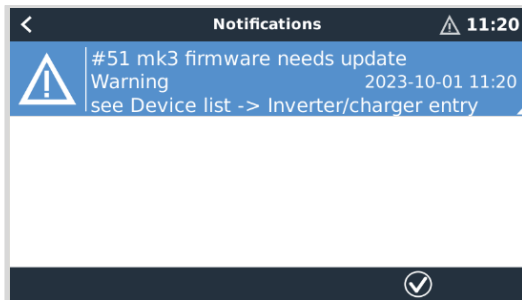 Notifications
11:20
#51 mk3 firmware needs update
Warning
2023-10-01 11:20
see Device list -> Inverter/charger entry